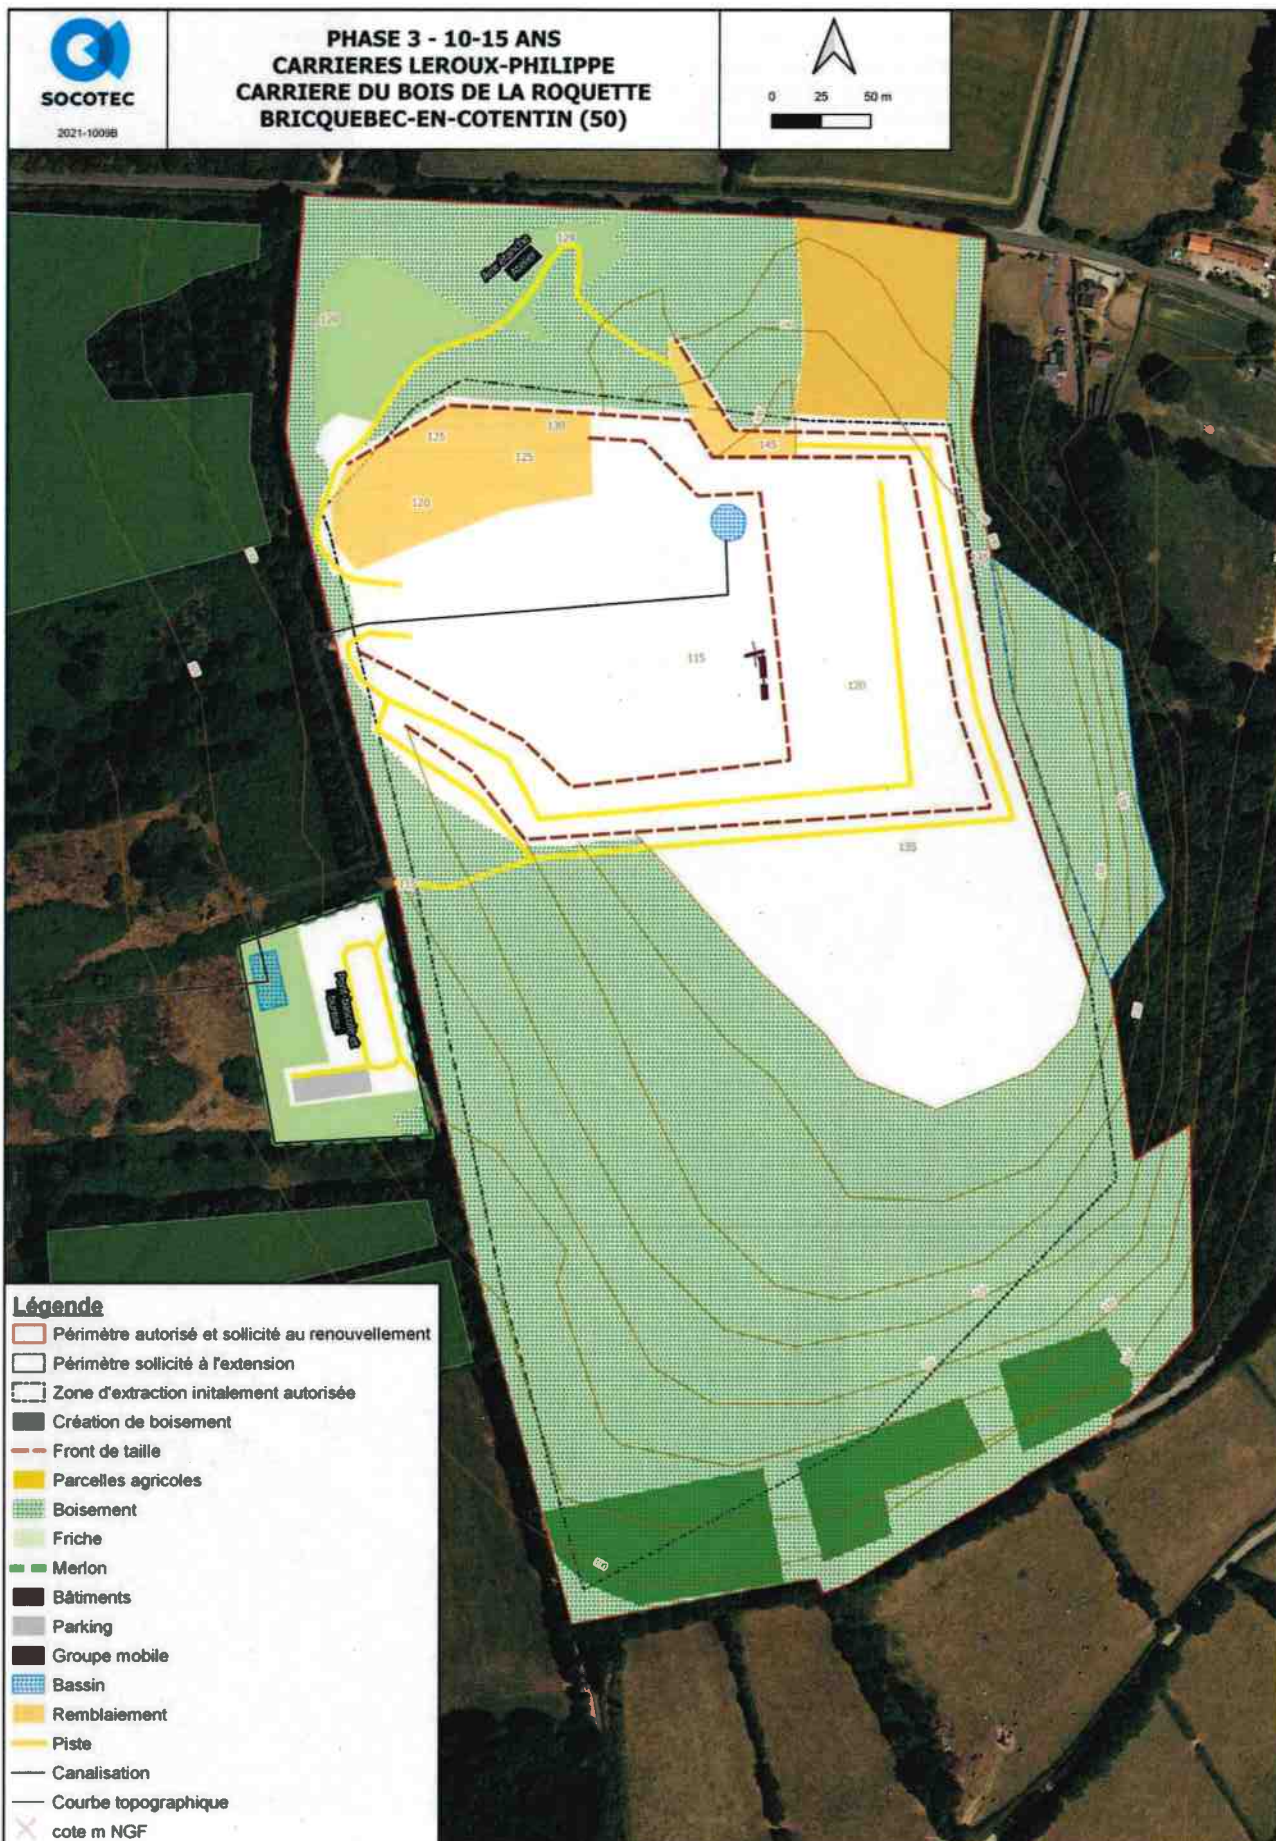 SOCOTEC
2021-1009B
PHASE 3 - 10-15 ANS
CARRIERES LEROUX-PHILIPPE
CARRIERE DU BOIS DE LA ROQUETTE
BRICQUEBEC-EN-COTENTIN (50)
0 25 50 m
128
130
125
125
145
120
115
120
135
Légende
Périmètre autorisé et sollicité au renouvellement
Périmètre sollicité à l'extension
Zone d'extraction initalement autorisée
Création de boisement
Front de taille
Parcelles agricoles
Boisement
Friche
Merlon
Bâtiments
Parking
Groupe mobile
Bassin
Remblaiement
Piste
Canalisation
Courbe topographique
cote m NGF